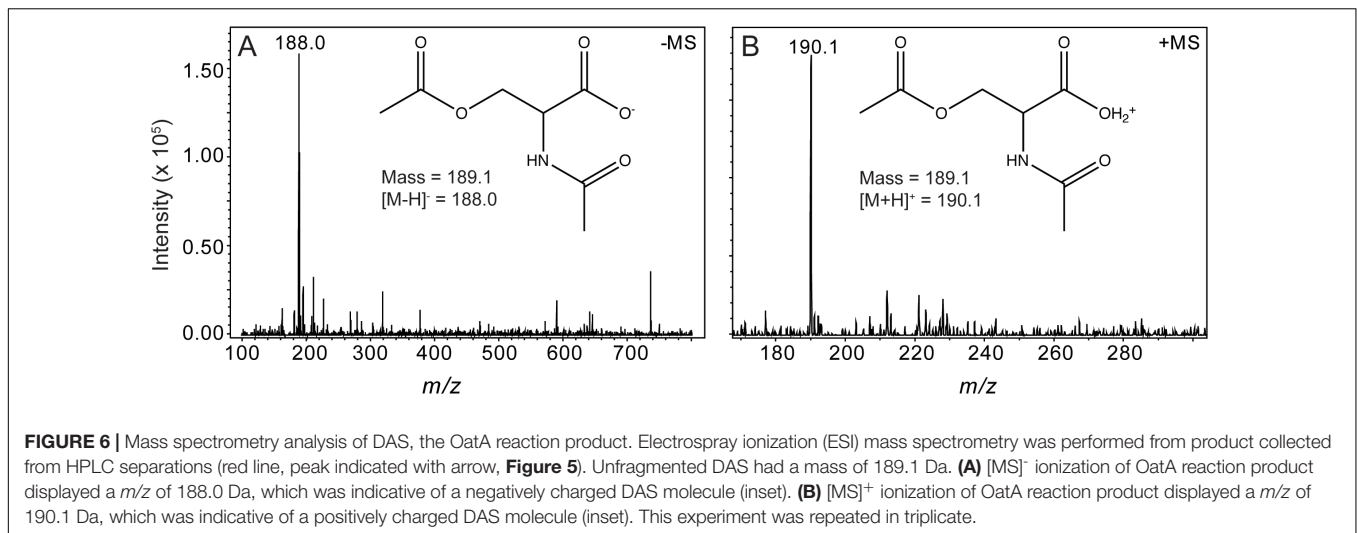 A
188.0
-MS
O
O
O
O⁻
HN
O
Mass = 189.1
[M-H]⁻ = 188.0
Intensity (x 10⁵)
1.50
1.00
0.50
0.00
100 200 300 400 500 600 700
m/z
B
190.1
+MS
O
O
O
OH₂⁺
HN
O
Mass = 189.1
[M+H]⁺ = 190.1
180 200 220 240 260 280
m/z
FIGURE 6 | Mass spectrometry analysis of DAS, the OatA reaction product. Electrospray ionization (ESI) mass spectrometry was performed from product collected
from HPLC separations (red line, peak indicated with arrow, Figure 5). Unfragmented DAS had a mass of 189.1 Da. (A) [MS]⁻ ionization of OatA reaction product
displayed a m/z of 188.0 Da, which was indicative of a negatively charged DAS molecule (inset). (B) [MS]⁺ ionization of OatA reaction product displayed a m/z of
190.1 Da, which was indicative of a positively charged DAS molecule (inset). This experiment was repeated in triplicate.